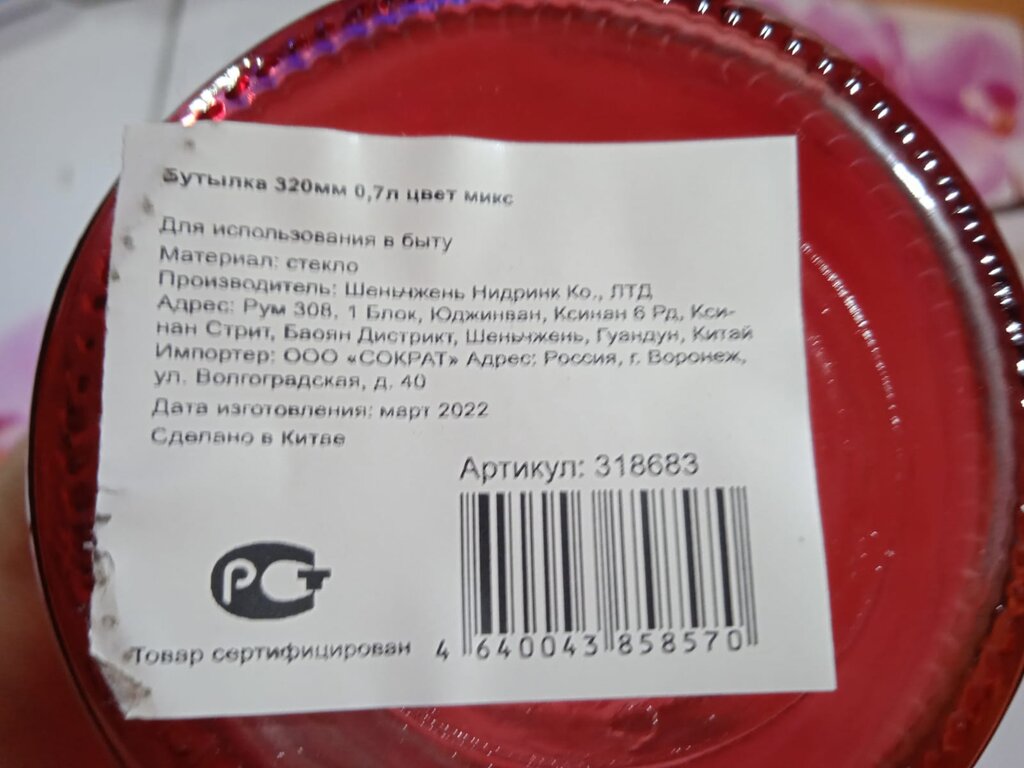 Бутылка 320мм 0,7л цвет микс
Для использования в быту
Материал: стекло
Производитель: Шеньчжень Нидринк Ко., ЛТД
Адрес: Рум 308, 1 Блок, Юджинван, Ксинан 6 Рд, Кси-
нан Стрит, Баоян Дистрикт, Шеньчжень, Гуандун, Китай
Импортер: ООО «СОКРАТ» Адрес: Россия, г. Воронеж,
ул. Волгоградская, д. 40
Дата изготовления: март 2022
Сделано в Китае
Артикул: 318683
РСТ
Товар сертифицирован
4 640043 858570